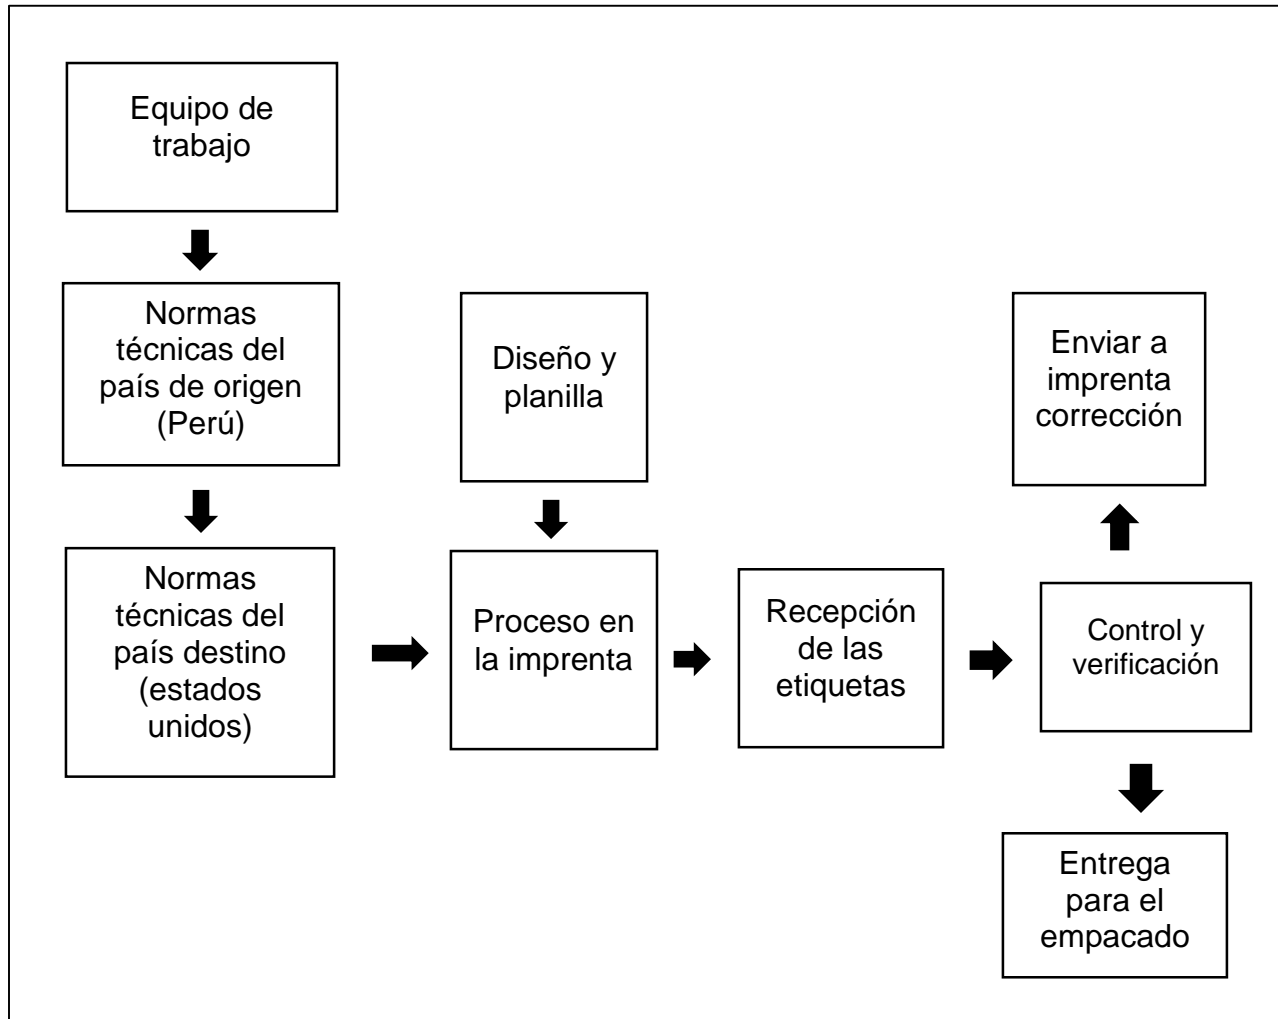 Equipo de
trabajo
Normas
técnicas del
país de origen
(Perú)
Normas
técnicas del
país destino
(estados
unidos)
Diseño y
planilla
Proceso en
la imprenta
Recepción
de las
etiquetas
Enviar a
imprenta
corrección
Control y
verificación
Entrega
para el
empacado